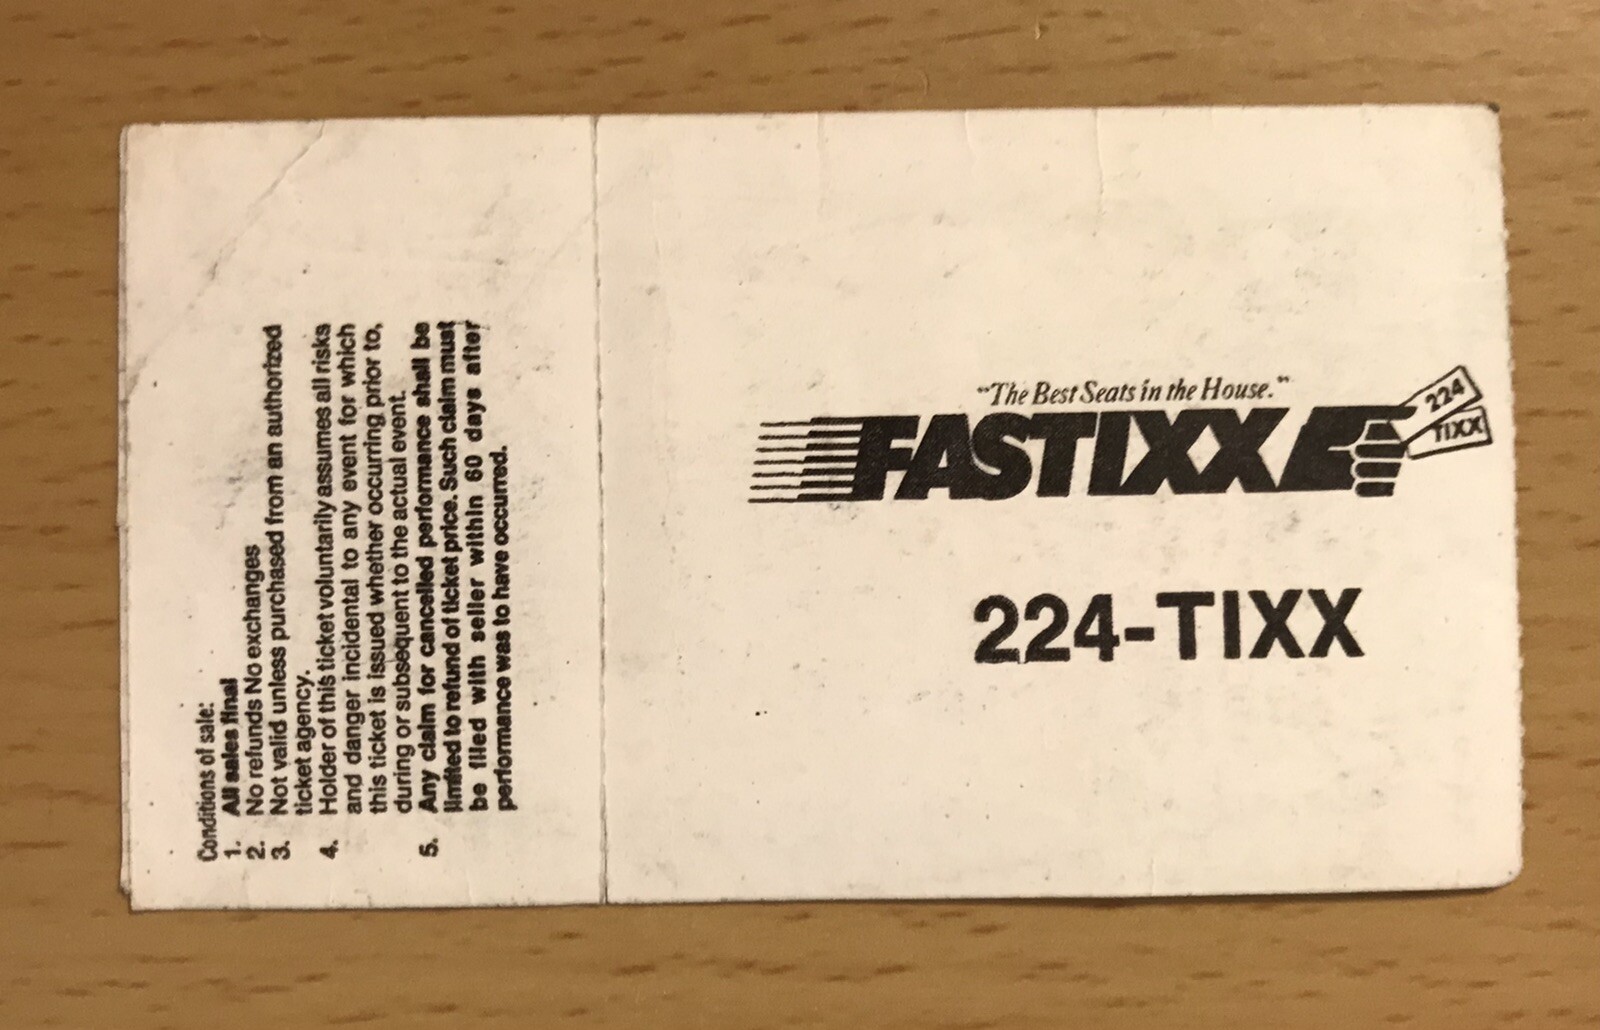 Conditions of sale:
1. All sales final
2. No refunds No exchanges
3. Not valid unless purchased from an authorized
ticket agency.
4. Holder of this ticket voluntarily assumes all risks
and danger incidental to any event for which
this ticket is issued whether occurring prior to,
during or subsequent to the actual event.
5. Any claim for cancelled performance shall be
limited to refund of ticket price. Such claim must
be filed with seller within 60 days after
performance was to have occurred.
"The Best Seats in the House."
FASTIXX
224
TIXX
224-TIXX